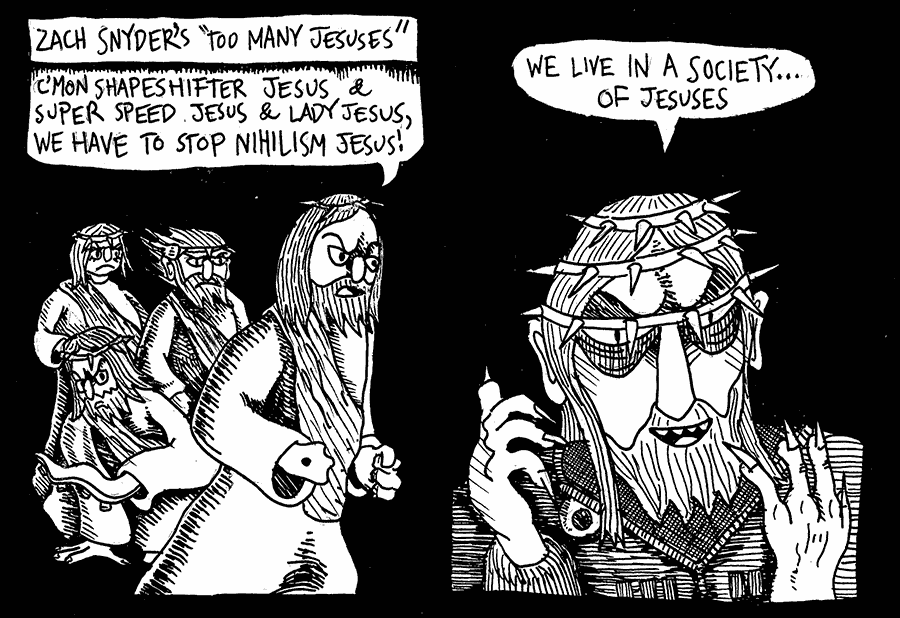 ZACH SNYDER'S "TOO MANY JESUSES"
C'MON SHAPESHIFTER JESUS &
SUPER SPEED JESUS & LADY JESUS,
WE HAVE TO STOP NIHILISM JESUS!
WE LIVE IN A SOCIETY...
OF JESUSES